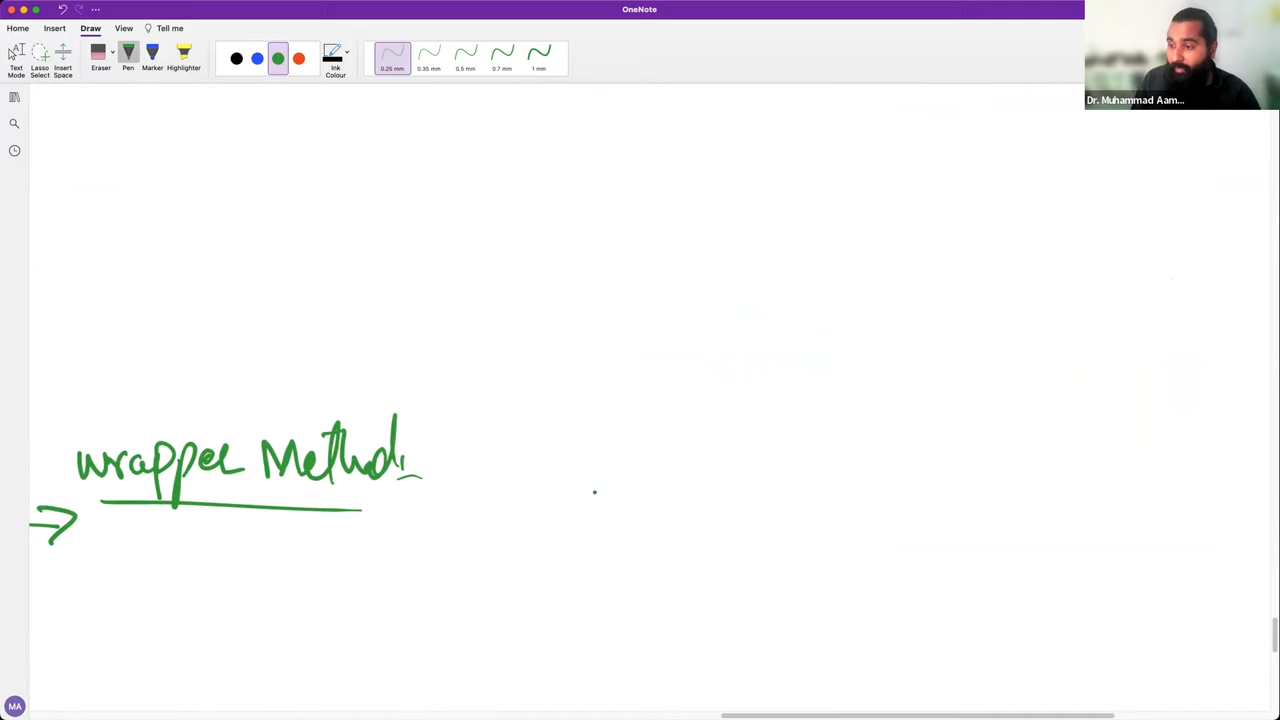 OneNote
Home Insert Draw View Tell me
Text Mode
Lasso Select
Insert Space
Eraser
Pen
Marker
Highlighter
Ink Colour
0.25 mm 0.35 mm 0.5 mm 0.7 mm 1 mm
Dr. Muhammad Aam...
wrapper Methods
MA